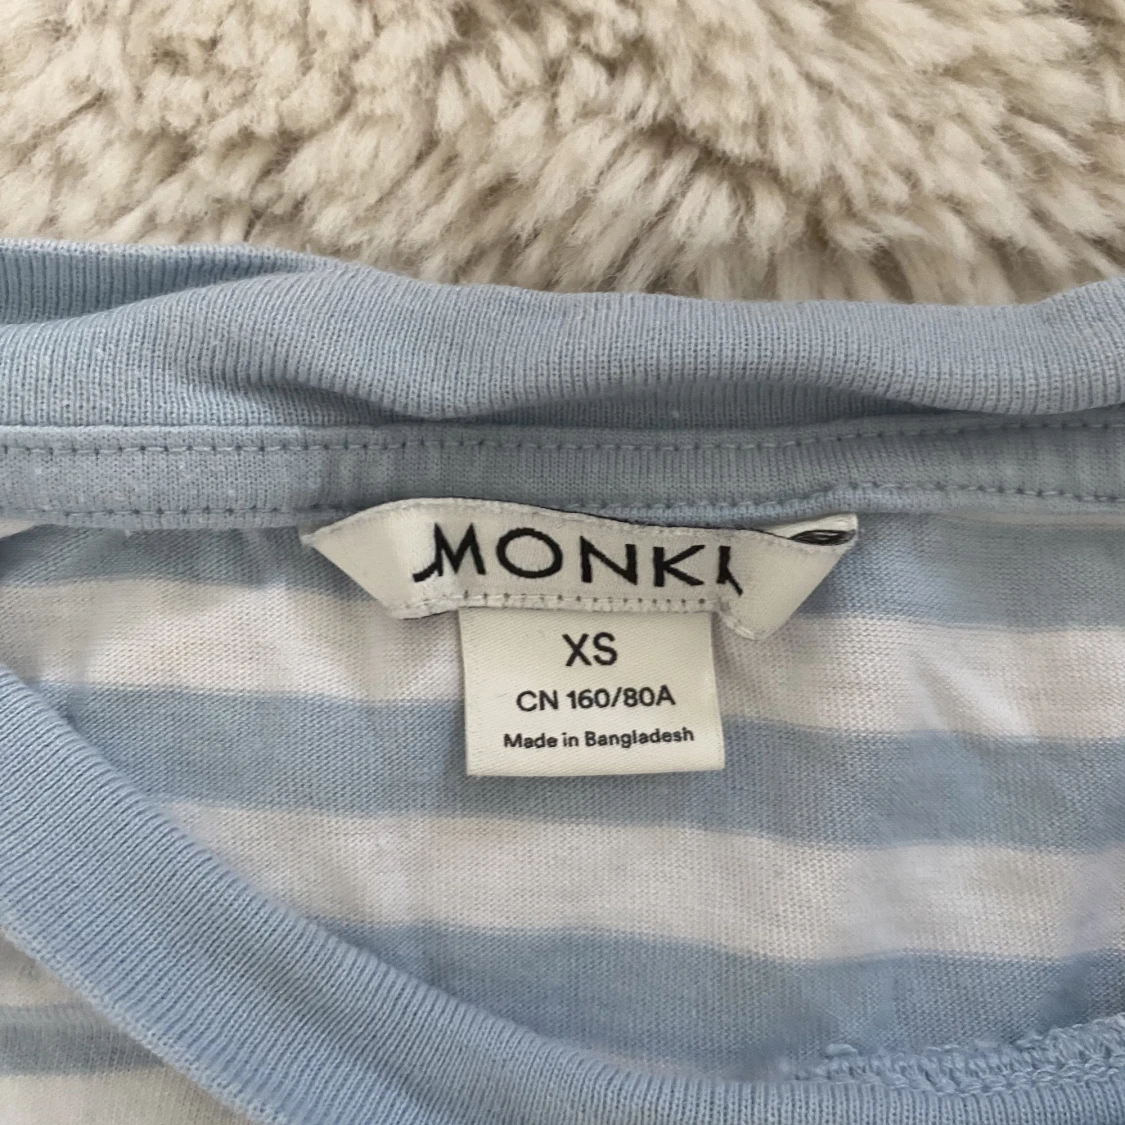 MONKI
XS
CN 160/80A
Made in Bangladesh